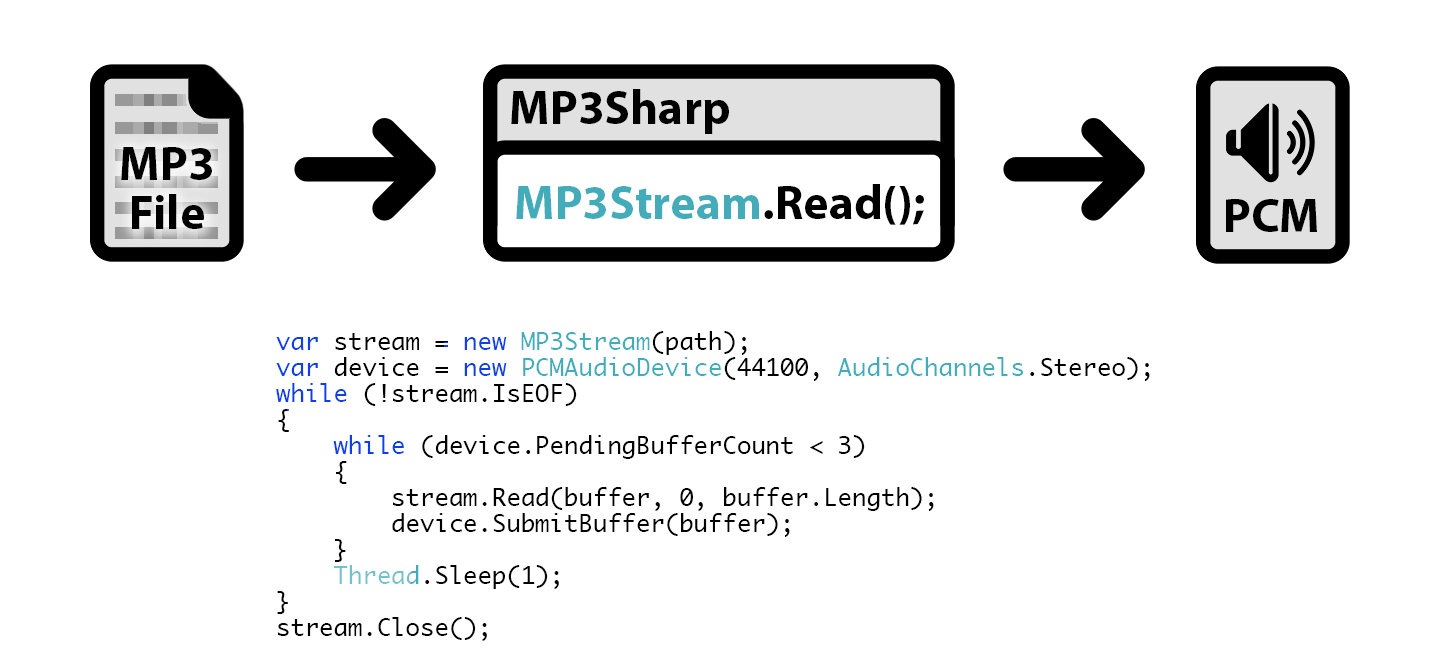 MP3
File
MP3Sharp
MP3Stream.Read();
PCM
var stream = new MP3Stream(path);
var device = new PCMAudioDevice(44100, AudioChannels.Stereo);
while (!stream.IsEOF)
{
    while (device.PendingBufferCount < 3)
    {
        stream.Read(buffer, 0, buffer.Length);
        device.SubmitBuffer(buffer);
    }
    Thread.Sleep(1);
}
stream.Close();